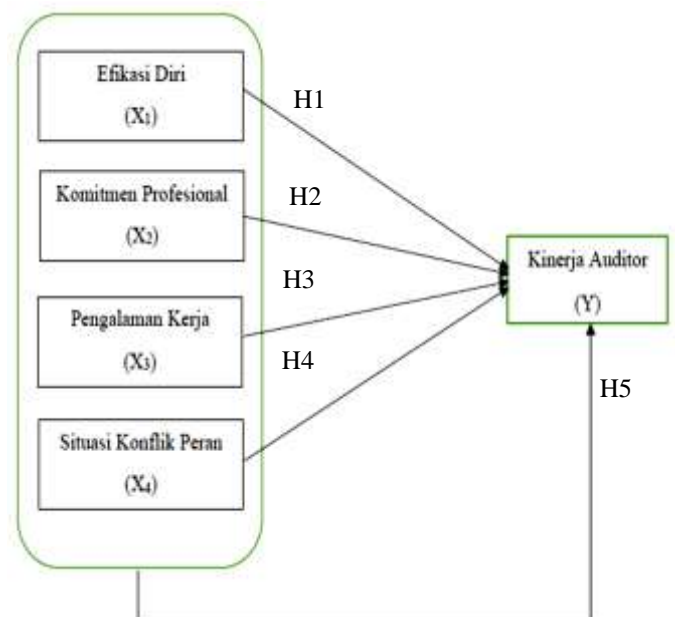 Efikasi Diri
(X1)
H1
Komitmen Profesional
(X2)
H2
Pengalaman Kerja
(X3)
H3
Situasi Konflik Peran
(X4)
H4
Kinerja Auditor
(Y)
H5